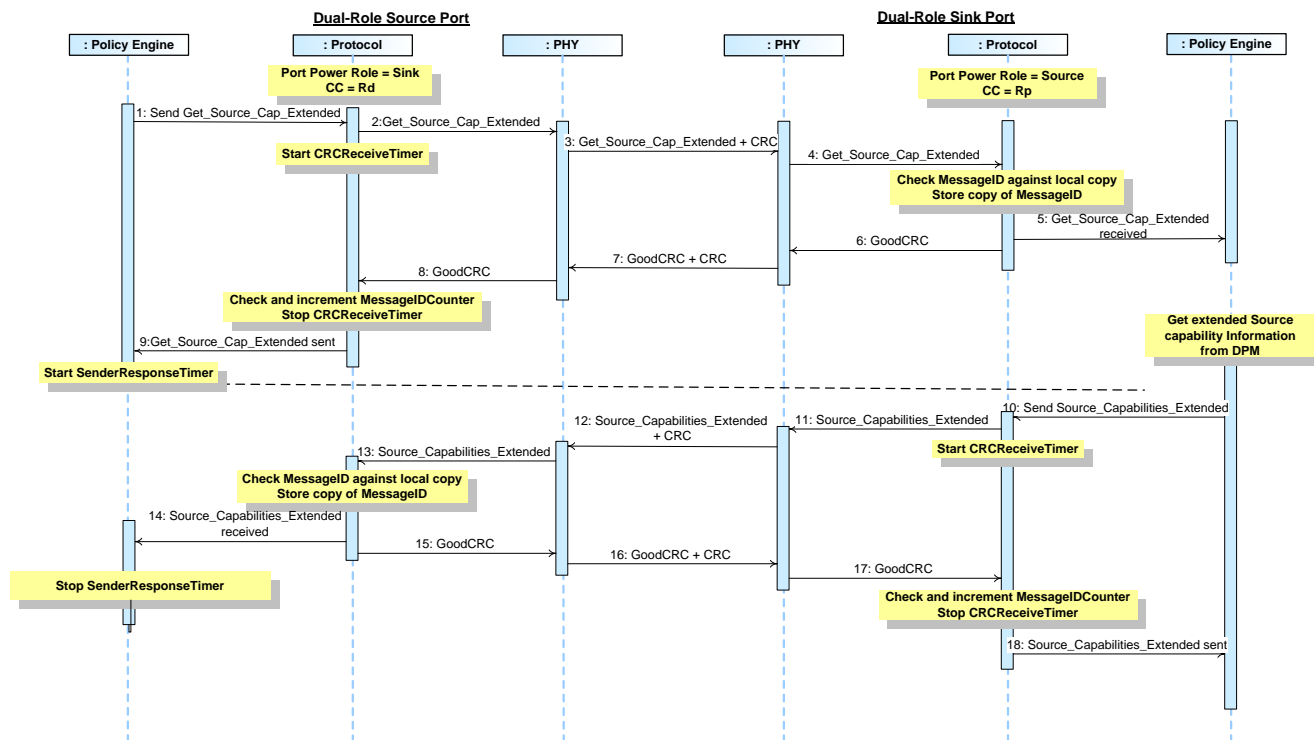 Dual-Role Source Port
Dual-Role Sink Port
: Policy Engine
: Protocol
: PHY
: PHY
: Protocol
: Policy Engine
Port Power Role = Sink
CC = Rd
Port Power Role = Source
CC = Rp
1: Send Get_Source_Cap_Extended
2:Get_Source_Cap_Extended
Start CRCReceiveTimer
3: Get_Source_Cap_Extended + CRC
4: Get_Source_Cap_Extended
Check MessageID against local copy
Store copy of MessageID
5: Get_Source_Cap_Extended
received
6: GoodCRC
7: GoodCRC + CRC
8: GoodCRC
Check and increment MessageIDCounter
Stop CRCReceiveTimer
9:Get_Source_Cap_Extended sent
Start SenderResponseTimer
Get extended Source
capability Information
from DPM
10: Send Source_Capabilities_Extended
11: Source_Capabilities_Extended
Start CRCReceiveTimer
12: Source_Capabilities_Extended
+ CRC
13: Source_Capabilities_Extended
Check MessageID against local copy
Store copy of MessageID
14: Source_Capabilities_Extended
received
15: GoodCRC
16: GoodCRC + CRC
17: GoodCRC
Stop SenderResponseTimer
Check and increment MessageIDCounter
Stop CRCReceiveTimer
18: Source_Capabilities_Extended sent